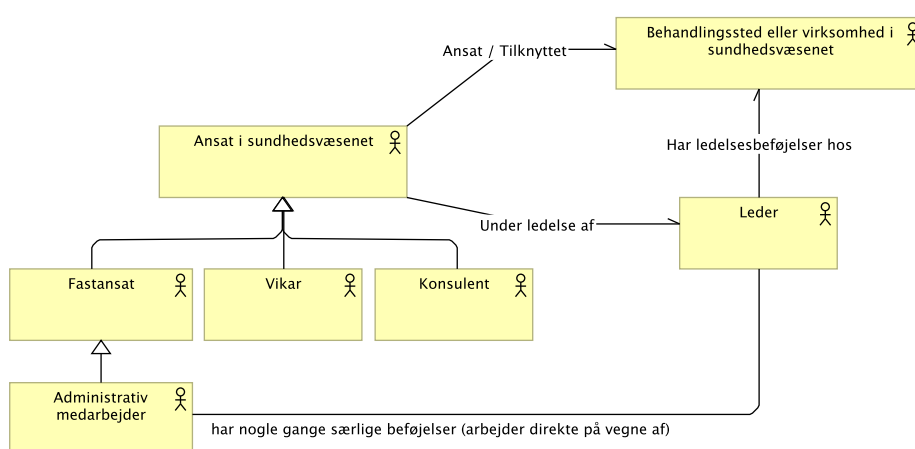 Behandlingssted eller virksomhed i
sundhedsvæsenet
Ansat / Tilknyttet
Ansat i sundhedsvæsenet
Har ledelsesbeføjelser hos
Under ledelse af
Leder
Fastansat
Vikar
Konsulent
Administrativ
medarbejder
har nogle gange særlige beføjelser (arbejder direkte på vegne af)